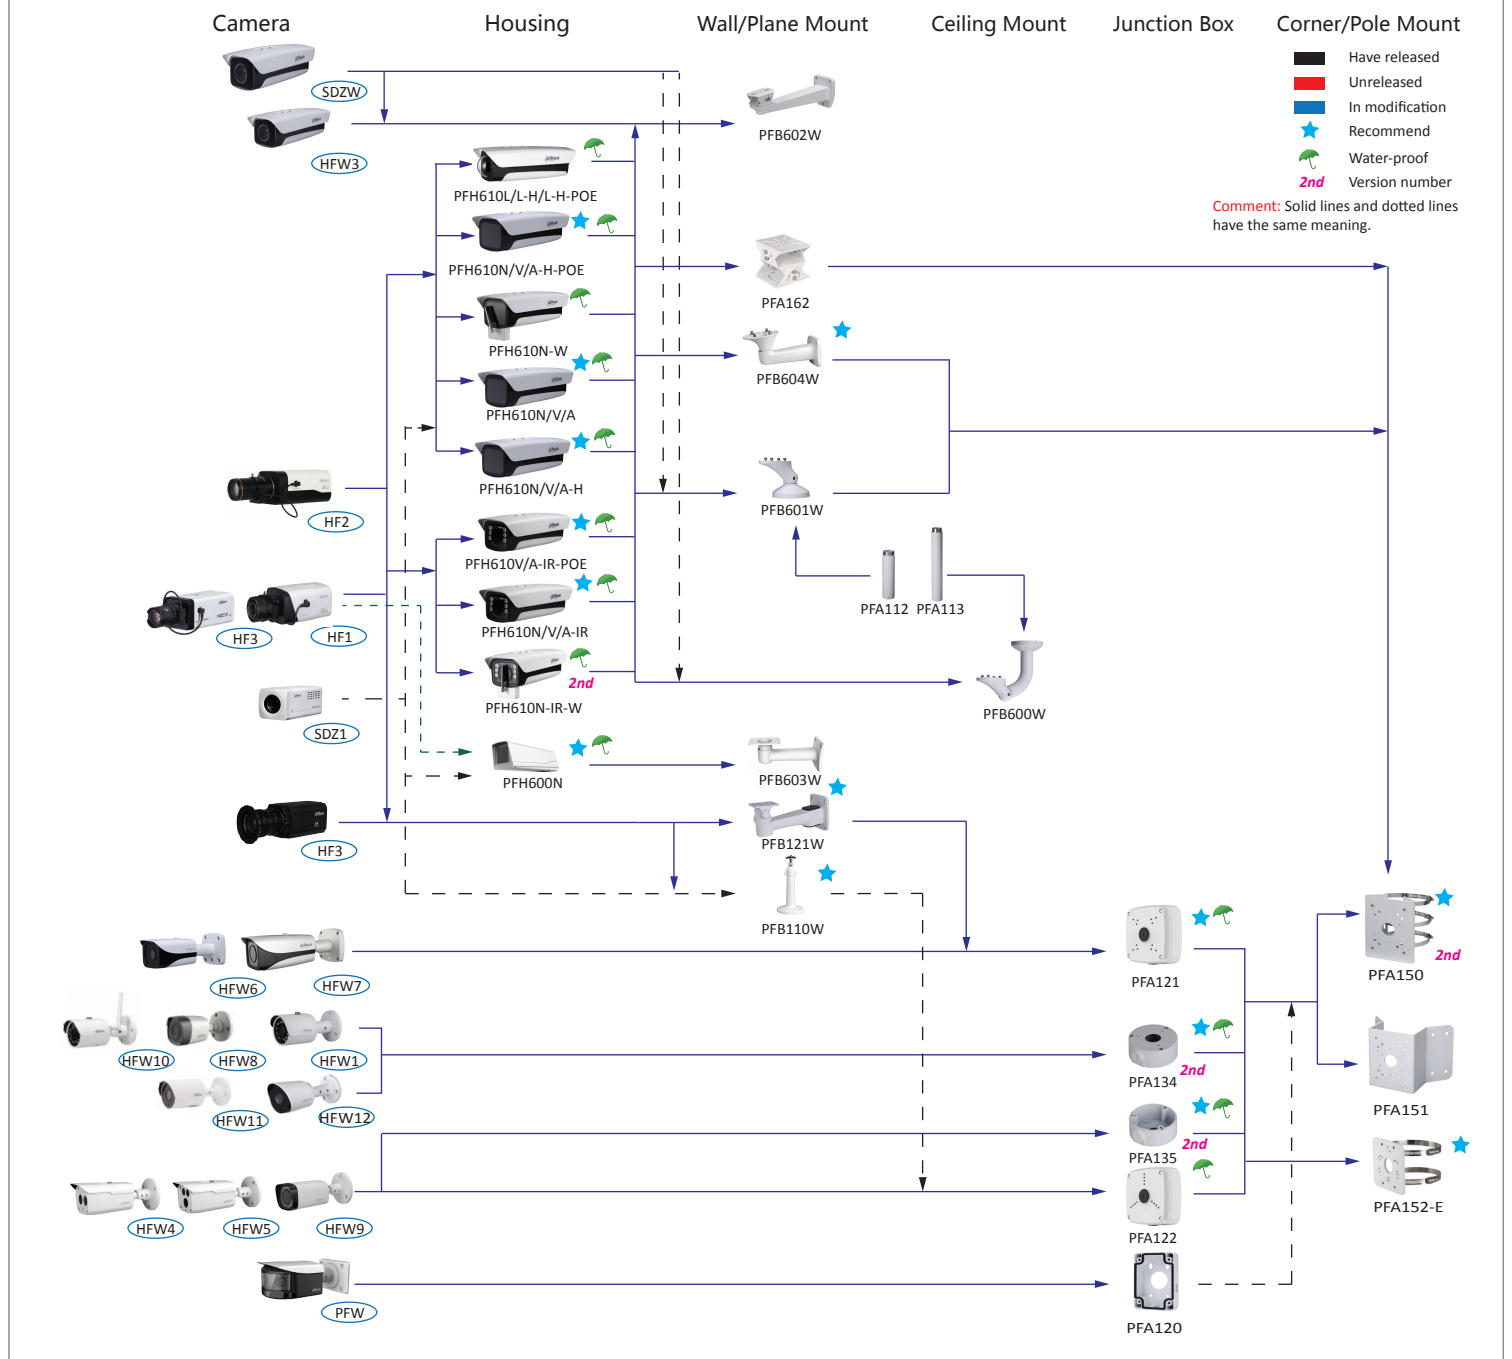 Camera
Housing
Wall/Plane Mount
Ceiling Mount
Junction Box
Corner/Pole Mount
Have released
Unreleased
In modification
Recommend
Water-proof
2nd Version number
Comment: Solid lines and dotted lines
have the same meaning.
SDZW
PFB602W
HFW3
PFH610L/L-H/L-H-POE
PFH610N/V/A-H-POE
PFA162
PFH610N-W
PFB604W
PFH610N/V/A
PFH610N/V/A-H
PFB601W
HF2
PFH610V/A-IR-POE
PFA112
PFA113
HF3
HF1
PFH610N/V/A-IR
2nd
PFH610N-IR-W
PFB600W
SDZ1
PFH600N
PFB603W
HF3
PFB121W
PFB110W
2nd
PFA150
HFW6
HFW7
PFA121
HFW10
HFW8
HFW1
2nd
PFA134
HFW11
HFW12
PFA151
2nd
PFA135
PFA152-E
HFW4
HFW5
HFW9
PFA122
PFW
PFA120